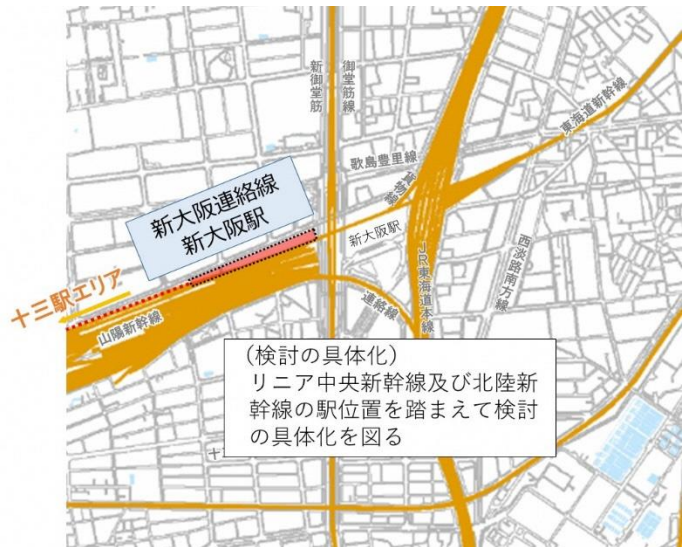 新御堂筋
御堂筋線
東海道新幹線
歌島豊里線
貨物線
新大阪連絡線
新大阪駅
新大阪駅
西淡路南方線
十三駅エリア
山陽新幹線
連絡線
JR東海道本線
（検討の具体化）
リニア中央新幹線及び北陸新
幹線の駅位置を踏まえて検討
の具体化を図る
十